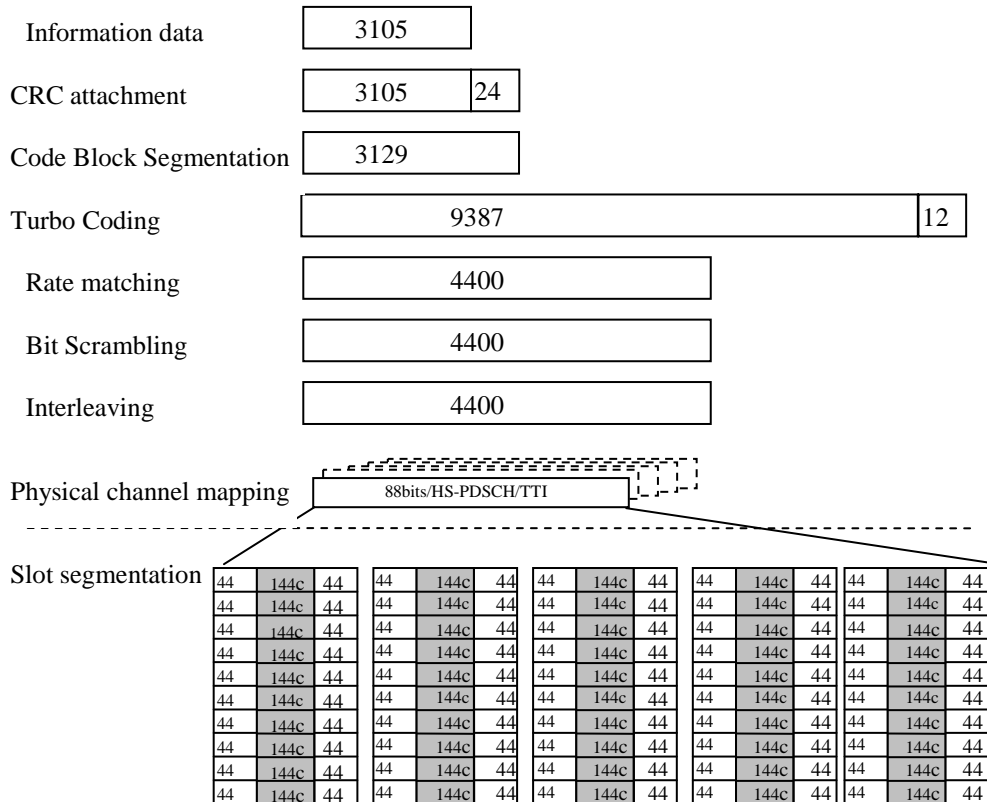 Information data 3105
CRC attachment 3105 24
Code Block Segmentation 3129
Turbo Coding 9387 12
Rate matching 4400
Bit Scrambling 4400
Interleaving 4400
Physical channel mapping 88bits/HS-PDSCH/TTI
Slot segmentation
44 144c 44 44 144c 44 44 144c 44 44 144c 44 44 144c 44
44 144c 44 44 144c 44 44 144c 44 44 144c 44 44 144c 44
44 144c 44 44 144c 44 44 144c 44 44 144c 44 44 144c 44
44 144c 44 44 144c 44 44 144c 44 44 144c 44 44 144c 44
44 144c 44 44 144c 44 44 144c 44 44 144c 44 44 144c 44
44 144c 44 44 144c 44 44 144c 44 44 144c 44 44 144c 44
44 144c 44 44 144c 44 44 144c 44 44 144c 44 44 144c 44
44 144c 44 44 144c 44 44 144c 44 44 144c 44 44 144c 44
44 144c 44 44 144c 44 44 144c 44 44 144c 44 44 144c 44
44 144c 44 44 144c 44 44 144c 44 44 144c 44 44 144c 44